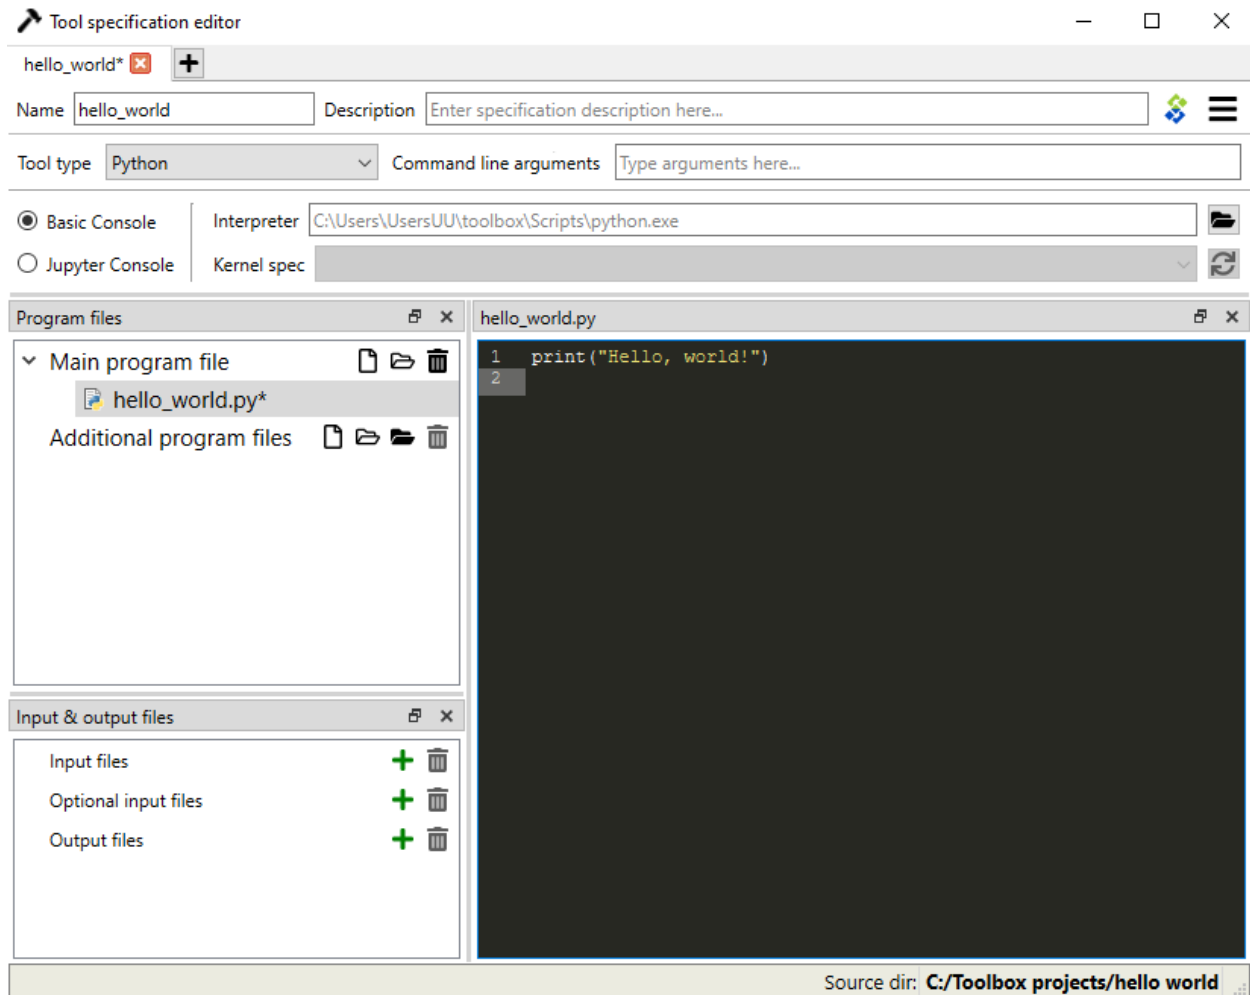 Tool specification editor
hello_world*
Name hello_world Description Enter specification description here...
Tool type Python Command line arguments Type arguments here...
Basic Console Interpreter C:\Users\UsersUU\toolbox\Scripts\python.exe
Jupyter Console Kernel spec
Program files
Main program file
hello_world.py*
Additional program files
Input & output files
Input files
Optional input files
Output files
hello_world.py
1 print("Hello, world!")
2
Source dir: C:/Toolbox projects/hello world